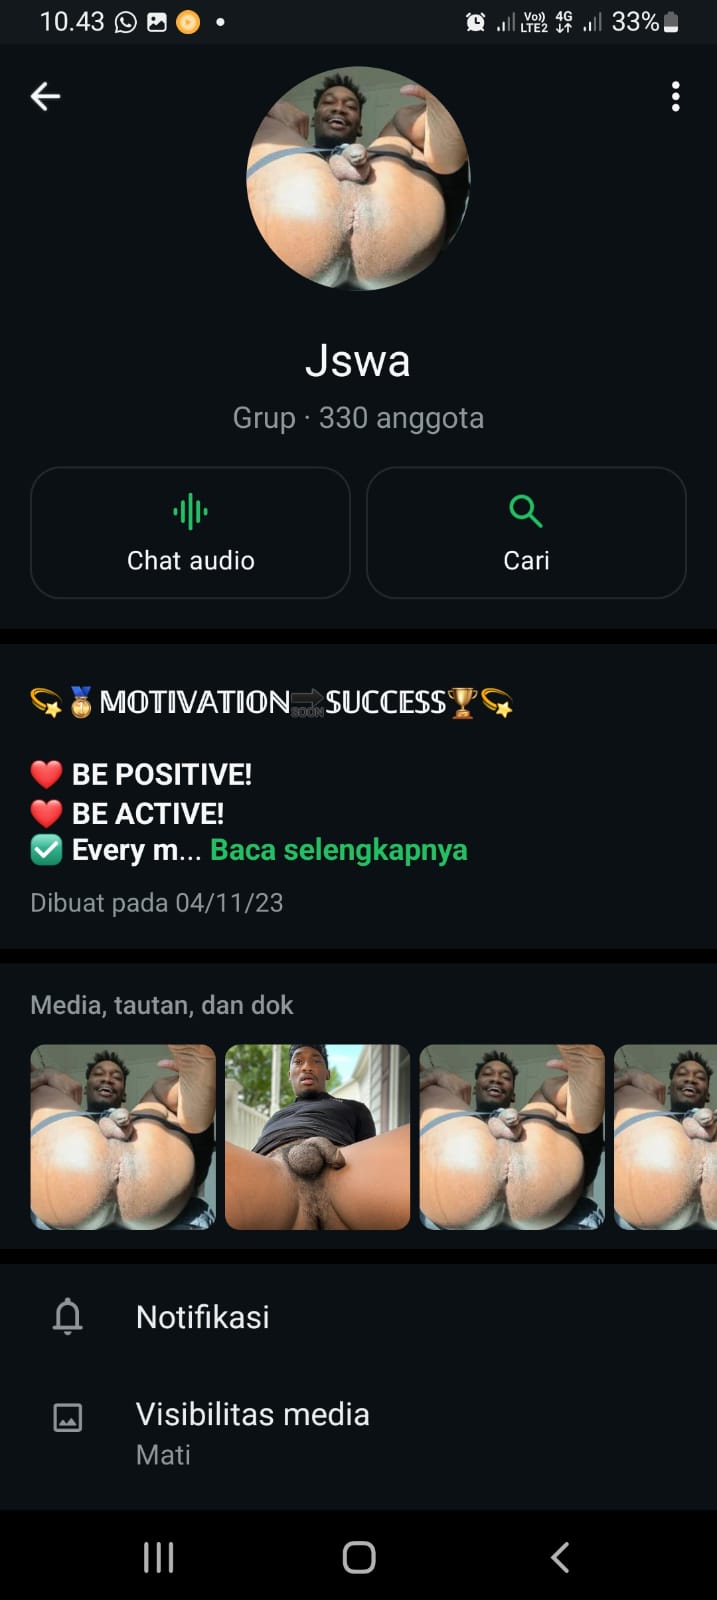 10.43
Vo)) LTE2 4G 33%
Jswa
Grup · 330 anggota
Chat audio
Cari
💫🏅𝕄𝕆𝕋𝕀𝕍𝔸𝕋𝕀𝕆ℕ🔜𝕊𝕌ℂℂ𝔼𝕊𝕊🏆💫
❤️ BE POSITIVE!
❤️ BE ACTIVE!
✅ Every m... Baca selengkapnya
Dibuat pada 04/11/23
Media, tautan, dan dok
Notifikasi
Visibilitas media
Mati